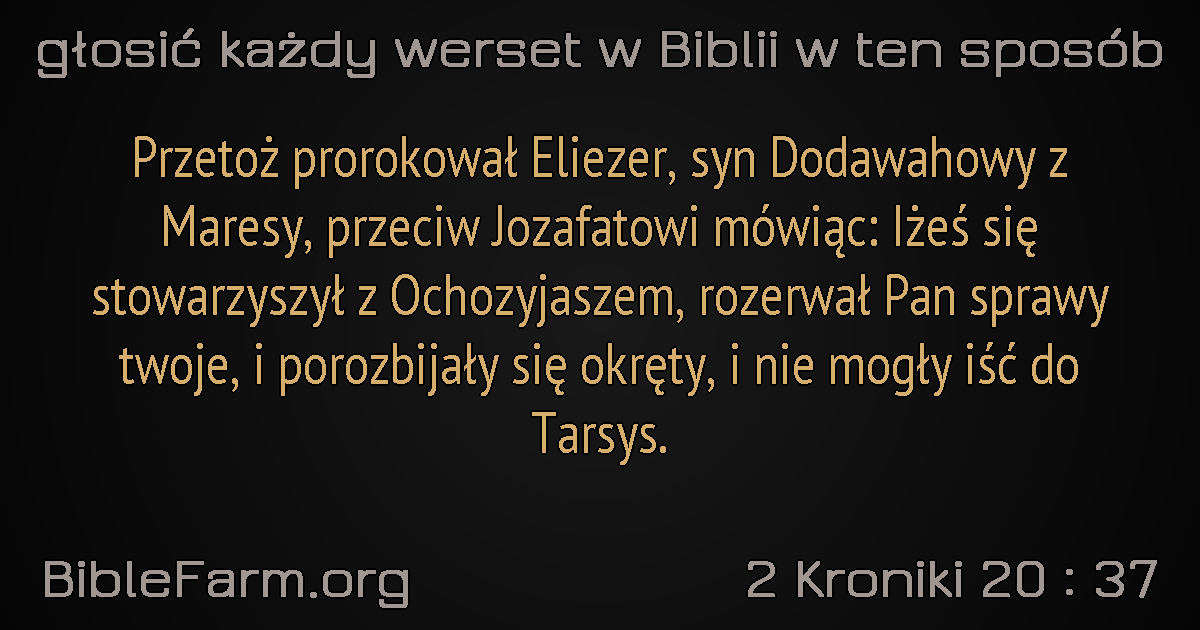 głosić każdy werset w Biblii w ten sposób
Przetoż prorokował Eliezer, syn Dodawahowy z
Maresy, przeciw Jozafatowi mówiąc: Iżeś się
stowarzyszył z Ochozyjaszem, rozerwał Pan sprawy
twoje, i porozbijały się okręty, i nie mogły iść do
Tarsys.
BibleFarm.org
2 Kroniki 20 : 37